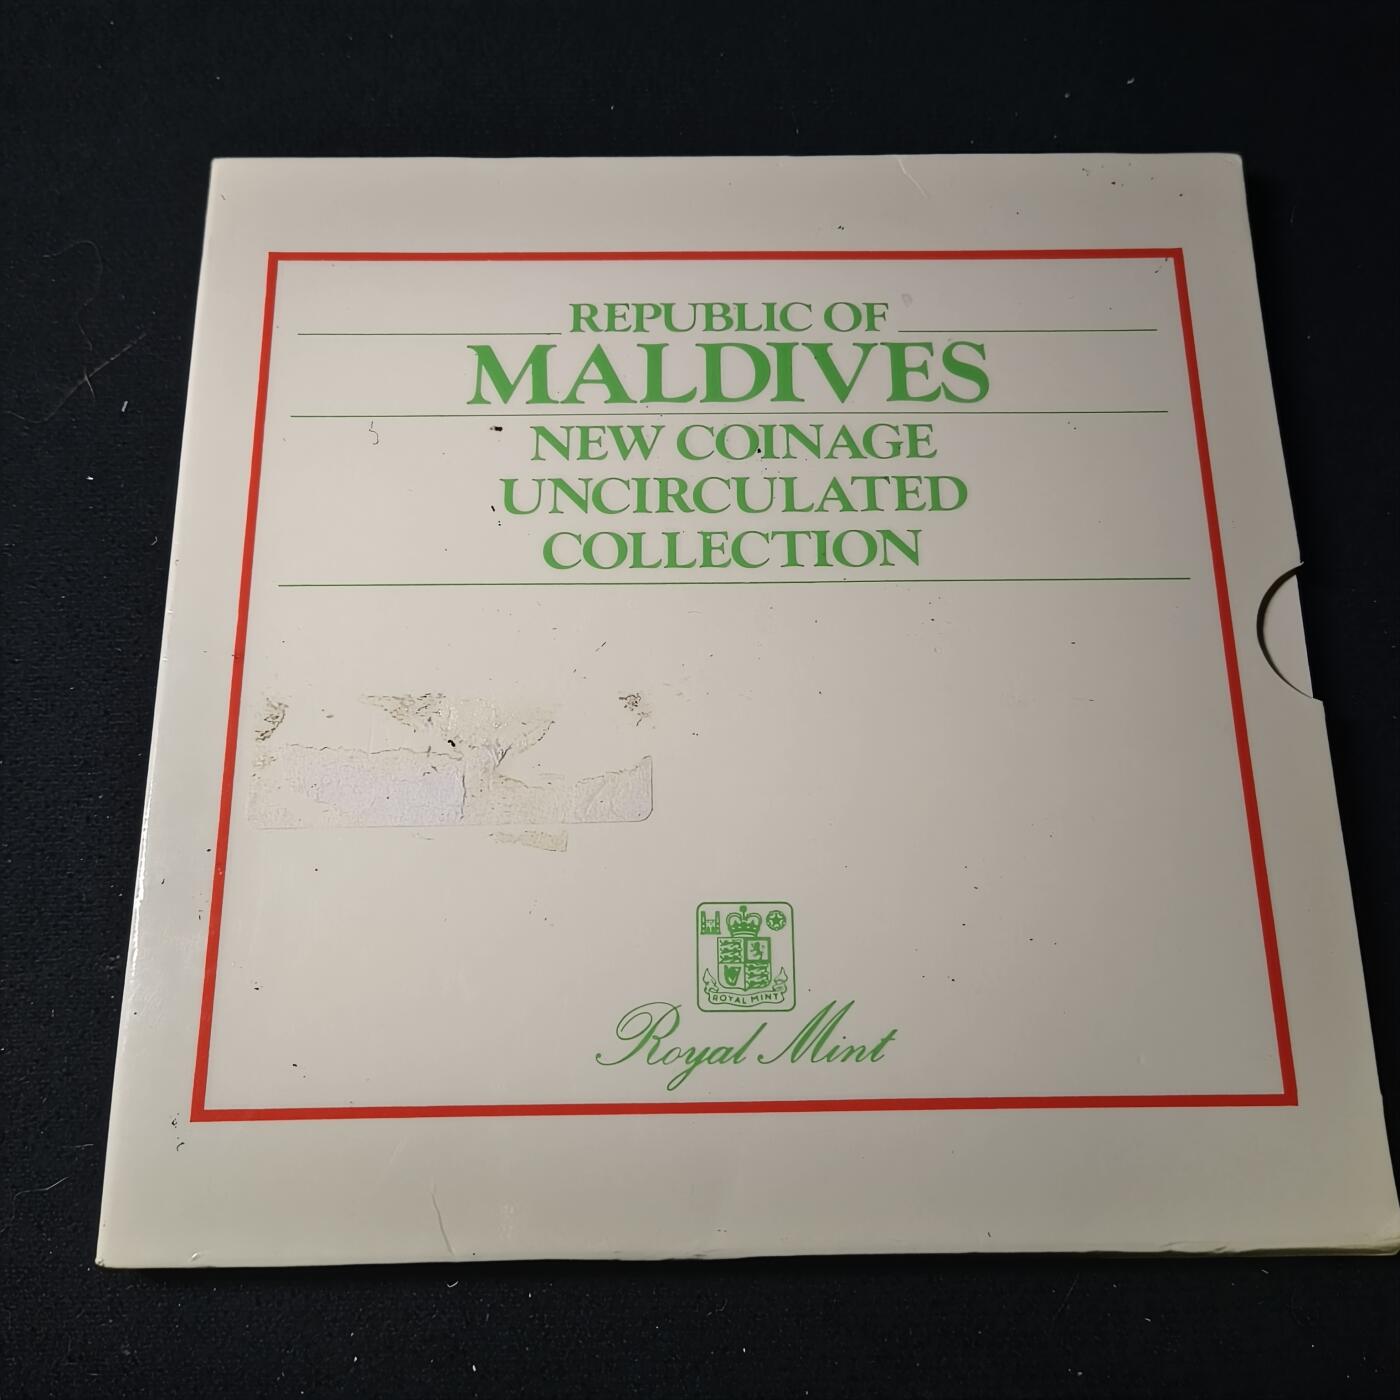 REPUBLIC OF
MALDIVES
NEW COINAGE
UNCIRCULATED
COLLECTION
ROYAL MINT
Royal Mint